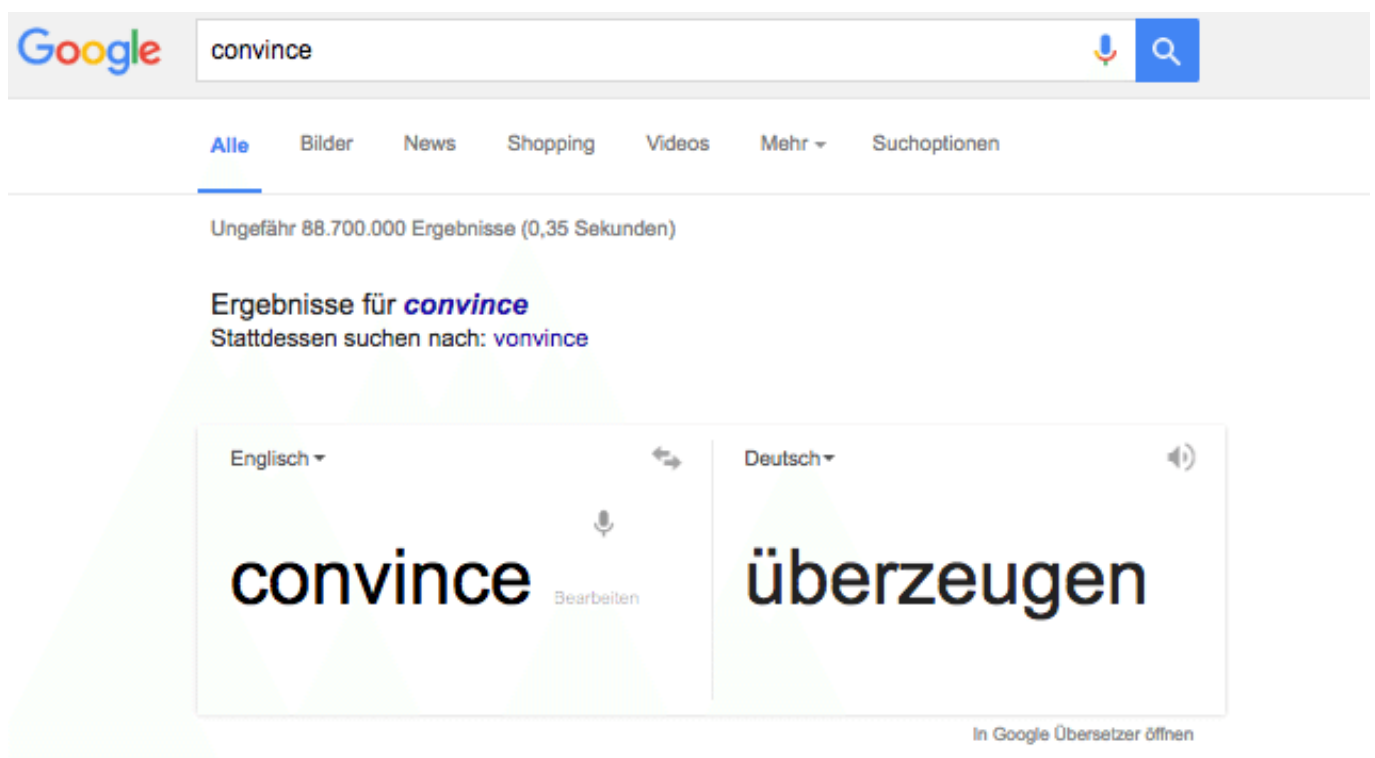 Google convince
Alle Bilder News Shopping Videos Mehr Suchoptionen
Ungefähr 88.700.000 Ergebnisse (0,35 Sekunden)
Ergebnisse für convince
Stattdessen suchen nach: vonvince
Englisch Deutsch
convince Bearbeiten überzeugen
In Google Übersetzer öffnen